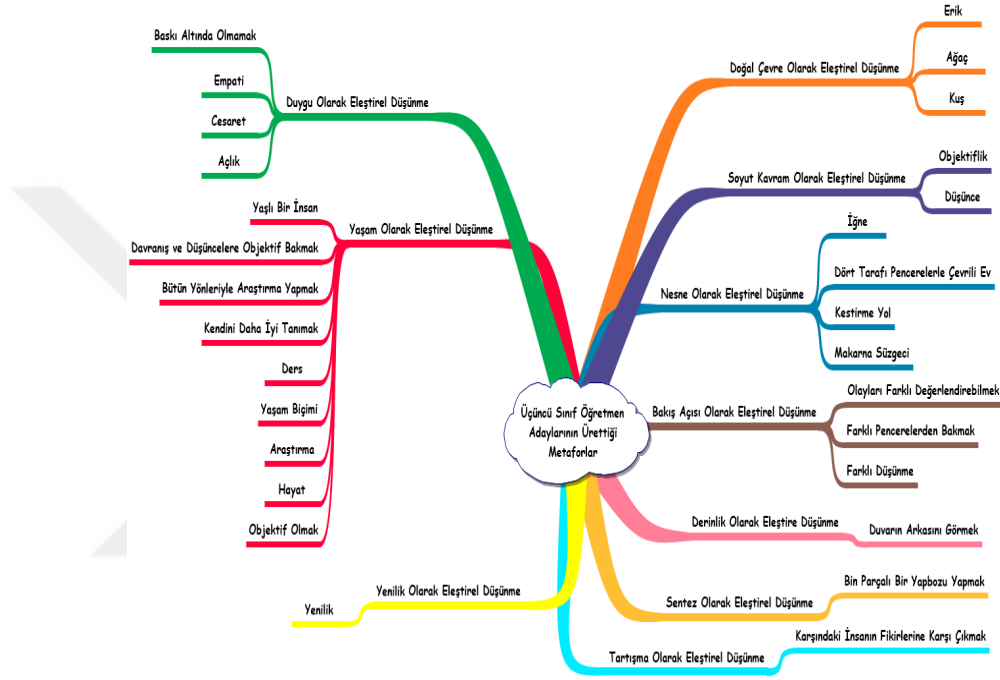 Baskı Altında Olmamak
Empati
Cesaret
Açlık
Duygu Olarak Eleştirel Düşünme
Yaşlı Bir İnsan
Davranış ve Düşüncelere Objektif Bakmak
Bütün Yönleriyle Araştırma Yapmak
Kendini Daha İyi Tanımak
Ders
Yaşam Biçimi
Araştırma
Hayat
Objektif Olmak
Yaşam Olarak Eleştirel Düşünme
Yenilik
Yenilik Olarak Eleştirel Düşünme
Üçüncü Sınıf Öğretmen
Adaylarının Ürettiği
Metaforlar
Doğal Çevre Olarak Eleştirel Düşünme
Erik
Ağaç
Kuş
Soyut Kavram Olarak Eleştirel Düşünme
Objektiflik
Düşünce
Nesne Olarak Eleştirel Düşünme
İğne
Dört Tarafı Pencerelerle Çevrili Ev
Kestirme Yol
Makarna Süzgeci
Bakış Açısı Olarak Eleştirel Düşünme
Olayları Farklı Değerlendirebilmek
Farklı Pencerelerden Bakmak
Farklı Düşünme
Derinlik Olarak Eleştire Düşünme
Duvarın Arkasını Görmek
Sentez Olarak Eleştirel Düşünme
Bin Parçalı Bir Yapbozu Yapmak
Tartışma Olarak Eleştirel Düşünme
Karşındaki İnsanın Fikirlerine Karşı Çıkmak